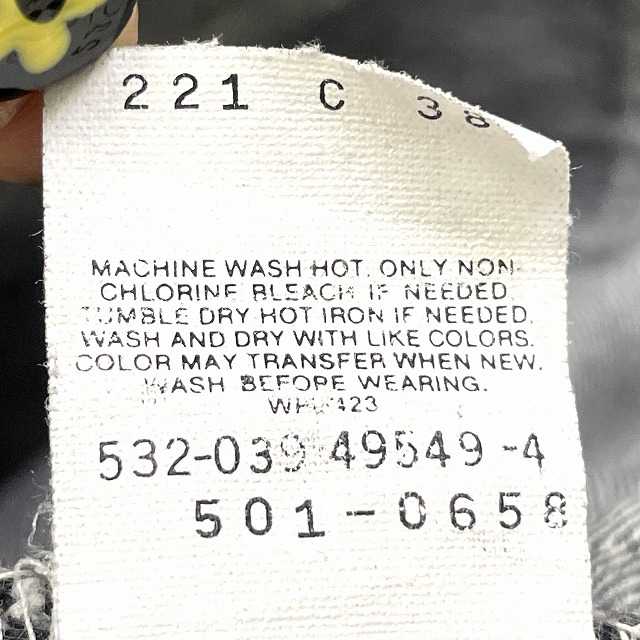 221 C 38
MACHINE WASH HOT. ONLY NON-
CHLORINE BLEACH IF NEEDED.
TUMBLE DRY HOT IRON IF NEEDED.
WASH AND DRY WITH LIKE COLORS.
COLOR MAY TRANSFER WHEN NEW.
WASH BEFORE WEARING.
532-039 49549-4
501-0658